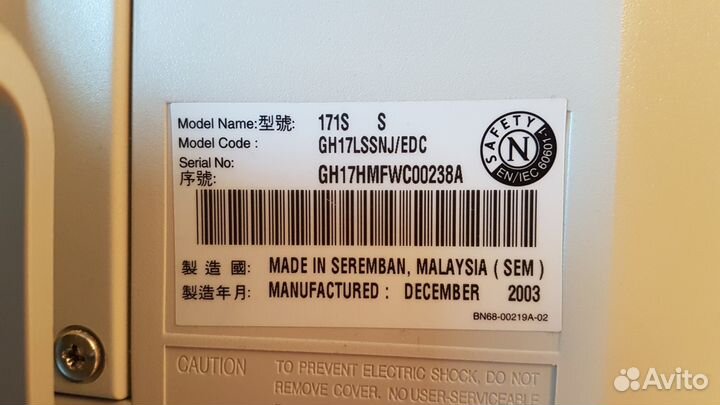 Model Name:型號: 171S S
Model Code : GH17LSSNJ/EDC
Serial No:
序號: GH17HMFWC00238A
SAFETY
N
EN/IEC 60601-1
製造國: MADE IN SEREMBAN, MALAYSIA ( SEM )
製造年月: MANUFACTURED : DECEMBER 2003
BN68-00219A-02
CAUTION TO PREVENT ELECTRIC SHOCK, DO NOT
REMOVE COVER. NO USER-SERVICEABLE
Avito